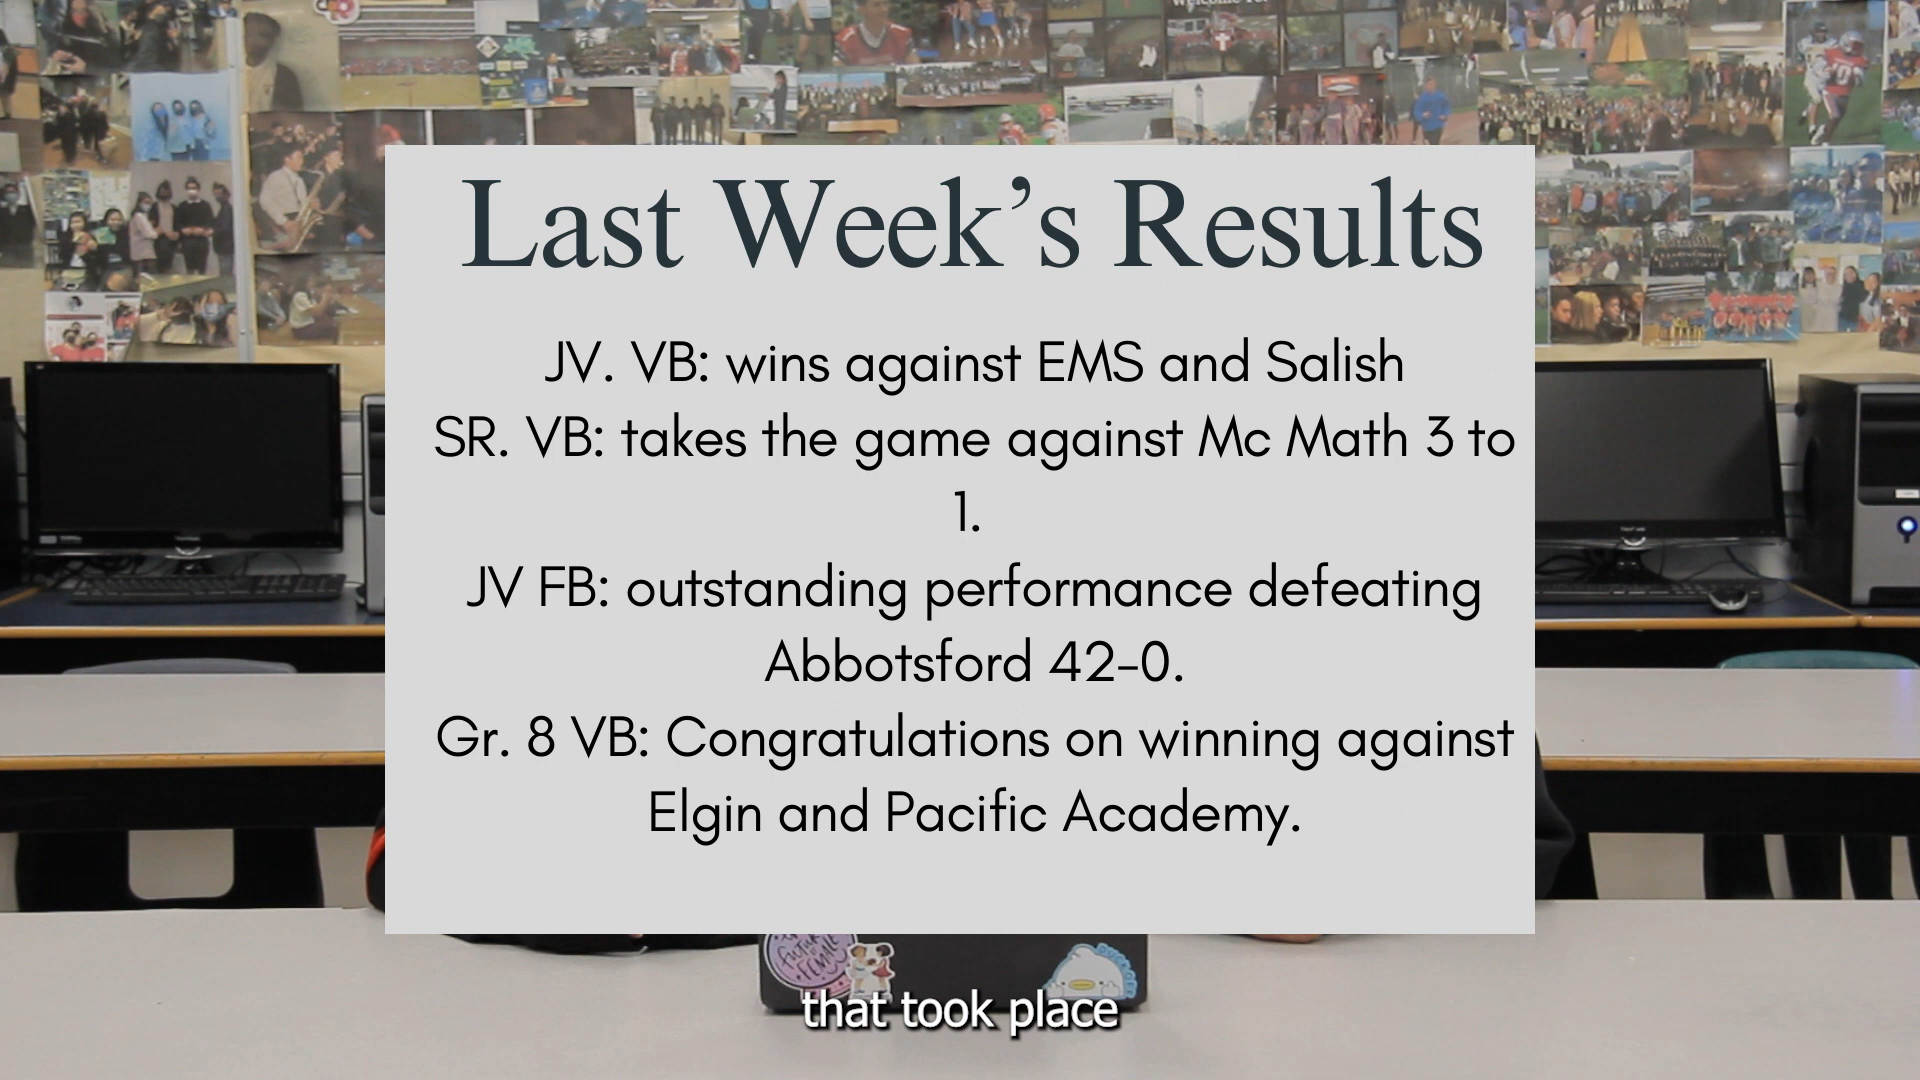 Last Week’s Results
JV. VB: wins against EMS and Salish
SR. VB: takes the game against Mc Math 3 to
1.
JV FB: outstanding performance defeating
Abbotsford 42-0.
Gr. 8 VB: Congratulations on winning against
Elgin and Pacific Academy.
future
FEMALE
that took place